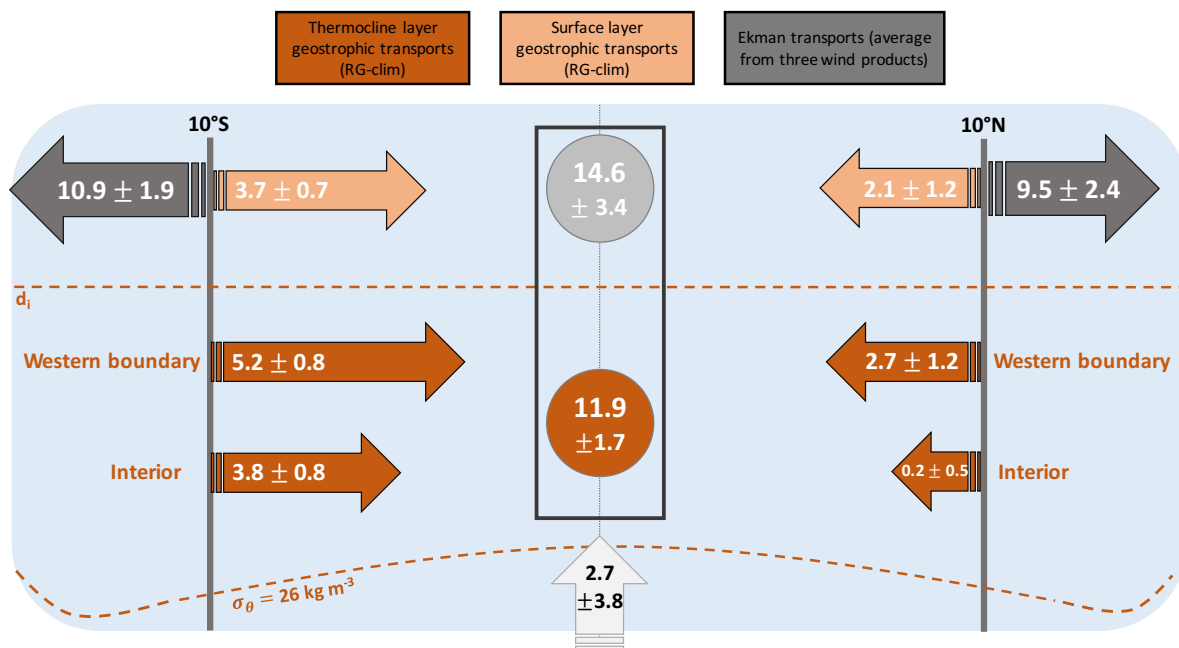 Thermocline layer
geostrophic transports
(RG-clim)
Surface layer
geostrophic transports
(RG-clim)
Ekman transports (average
from three wind products)
10°S
10°N
10.9 ± 1.9
3.7 ± 0.7
14.6
± 3.4
2.1 ± 1.2
9.5 ± 2.4
dᵢ
Western boundary
5.2 ± 0.8
2.7 ± 1.2
Western boundary
11.9
±1.7
Interior
3.8 ± 0.8
0.2 ± 0.5
Interior
σ_θ = 26 kg m⁻³
2.7
±3.8